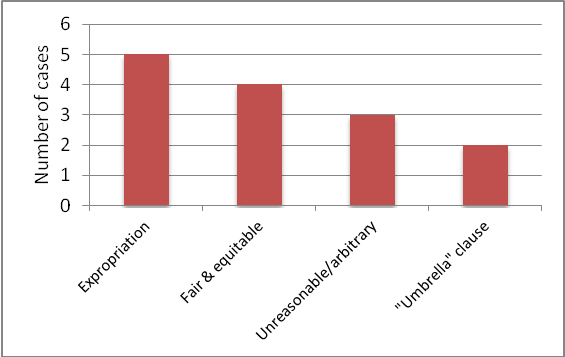 Number of cases
6
5
4
3
2
1
0
Expropriation
Fair & equitable
Unreasonable/arbitrary
"Umbrella" clause